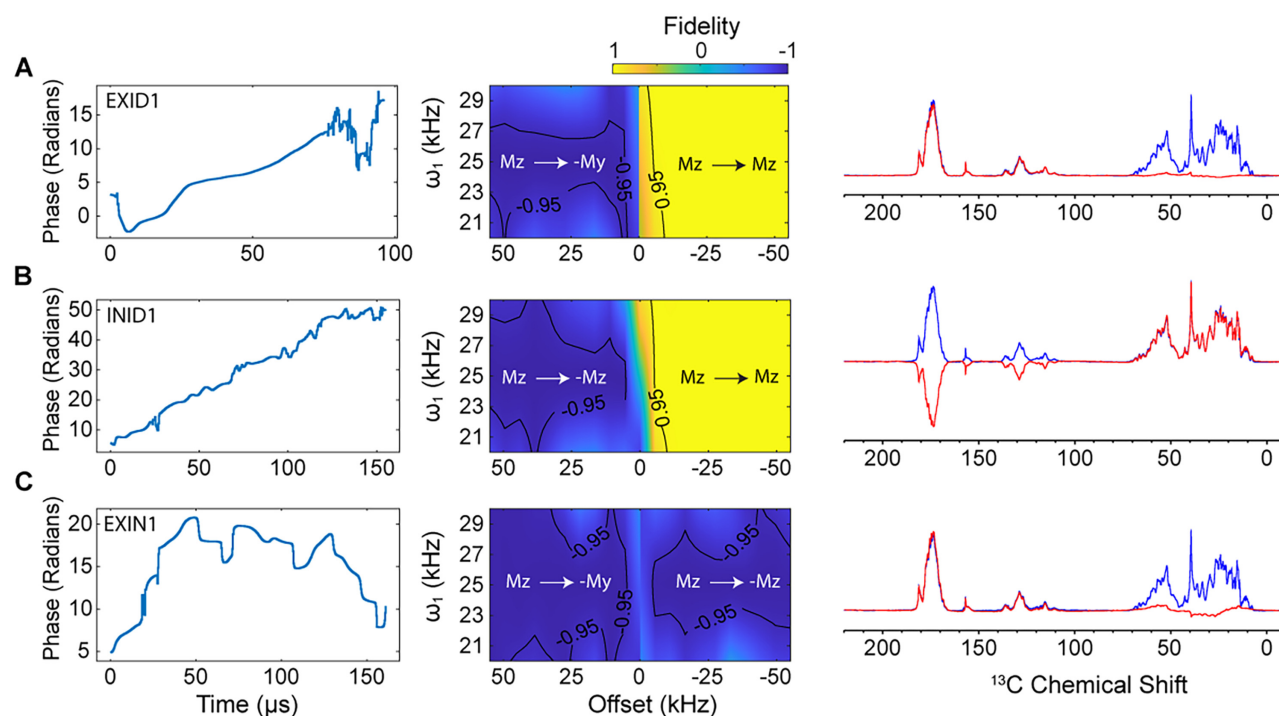 Fidelity
1 0 -1
A
EXID1
Phase (Radians)
15
10
5
0
0 50 100
ω₁ (kHz)
29
27
25
23
21
Mz → -My
Mz → Mz
-0.95
-0.95
0.95
50 25 0 -25 -50
200 150 100 50 0
B
INID1
Phase (Radians)
50
40
30
20
10
0 50 100 150
ω₁ (kHz)
29
27
25
23
21
Mz → -Mz
Mz → Mz
-0.95
0.95
50 25 0 -25 -50
200 150 100 50 0
C
EXIN1
Phase (Radians)
20
15
10
5
0 50 100 150
Time (µs)
ω₁ (kHz)
29
27
25
23
21
-0.95
-0.95
Mz → -My
Mz → -Mz
-0.95
-0.95
-0.95
50 25 0 -25 -50
Offset (kHz)
200 150 100 50 0
¹³C Chemical Shift